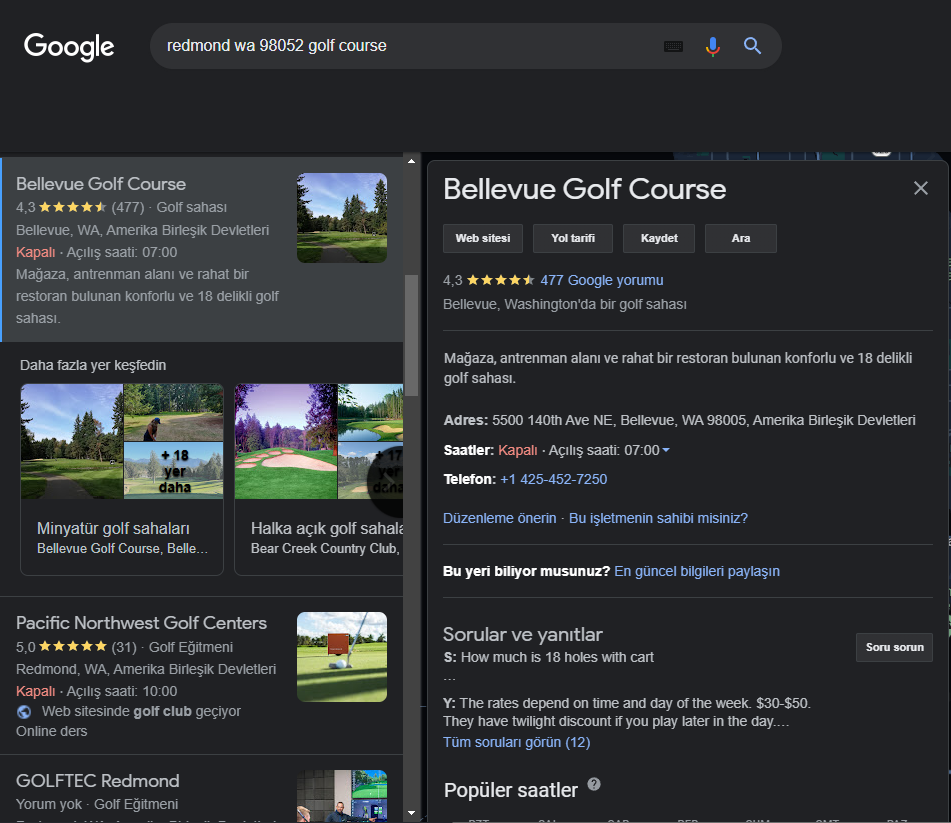 Google
redmond wa 98052 golf course
Bellevue Golf Course
4,3 (477) · Golf sahası
Bellevue, WA, Amerika Birleşik Devletleri
Kapalı · Açılış saati: 07:00
Mağaza, antrenman alanı ve rahat bir
restoran bulunan konforlu ve 18 delikli golf
sahası.
Daha fazla yer keşfedin
+ 18
yer
daha
Minyatür golf sahaları
Bellevue Golf Course, Belle...
+ 17
yer
daha
Halka açık golf sahala
Bear Creek Country Club,
Pacific Northwest Golf Centers
5,0 (31) · Golf Eğitmeni
Redmond, WA, Amerika Birleşik Devletleri
Kapalı · Açılış saati: 10:00
Web sitesinde golf club geçiyor
Online ders
GOLFTEC Redmond
Yorum yok · Golf Eğitmeni
Bellevue Golf Course
Web sitesi
Yol tarifi
Kaydet
Ara
4,3 477 Google yorumu
Bellevue, Washington'da bir golf sahası
Mağaza, antrenman alanı ve rahat bir restoran bulunan konforlu ve 18 delikli
golf sahası.
Adres: 5500 140th Ave NE, Bellevue, WA 98005, Amerika Birleşik Devletleri
Saatler: Kapalı · Açılış saati: 07:00
Telefon: +1 425-452-7250
Düzenleme önerin · Bu işletmenin sahibi misiniz?
Bu yeri biliyor musunuz? En güncel bilgileri paylaşın
Sorular ve yanıtlar
Soru sorun
S: How much is 18 holes with cart
...
Y: The rates depend on time and day of the week. $30-$50.
They have twilight discount if you play later in the day....
Tüm soruları görün (12)
Popüler saatler